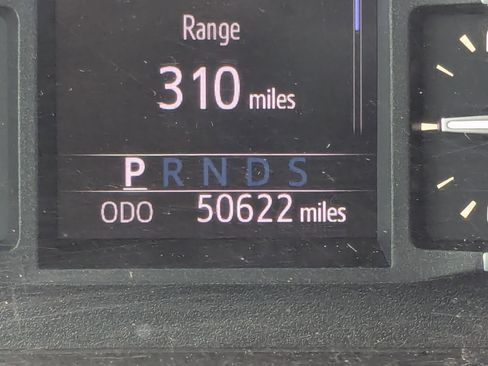 Range
310 miles
P R N D S
ODO 50622 miles